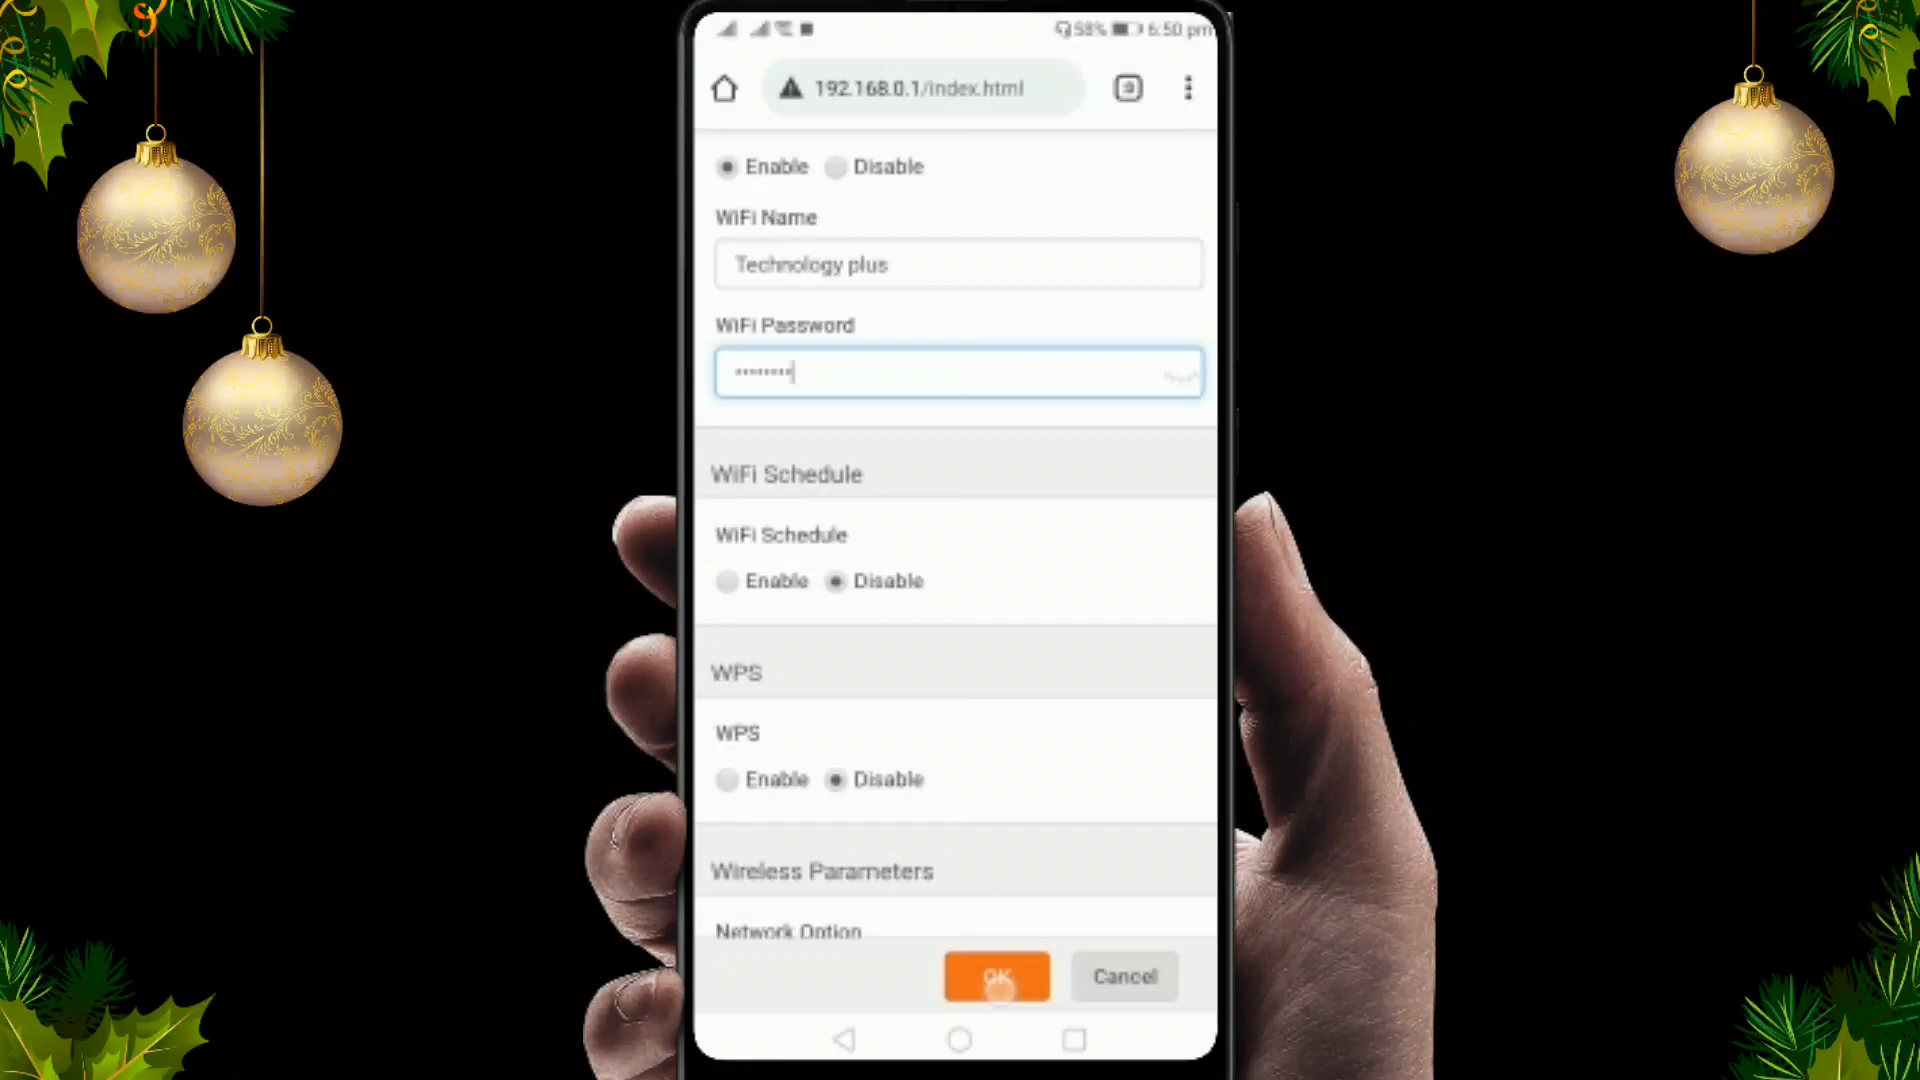 58% 6:50 pm
192.168.0.1/index.html
Enable Disable
WiFi Name
Technology plus
WiFi Password
••••••••
WiFi Schedule
WiFi Schedule
Enable Disable
WPS
WPS
Enable Disable
Wireless Parameters
Network Option
OK Cancel